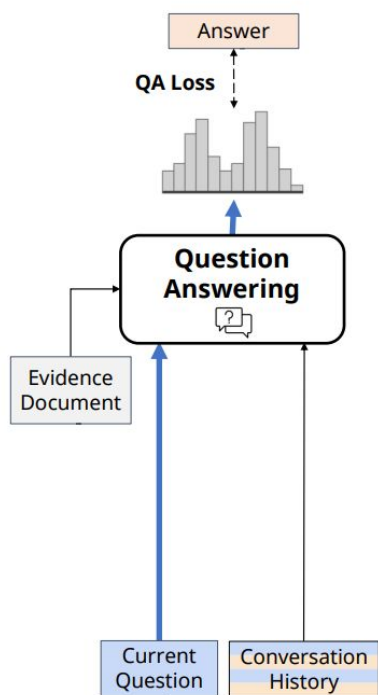 Answer
QA Loss
Question
Answering
?
Evidence
Document
Current
Question
Conversation
History